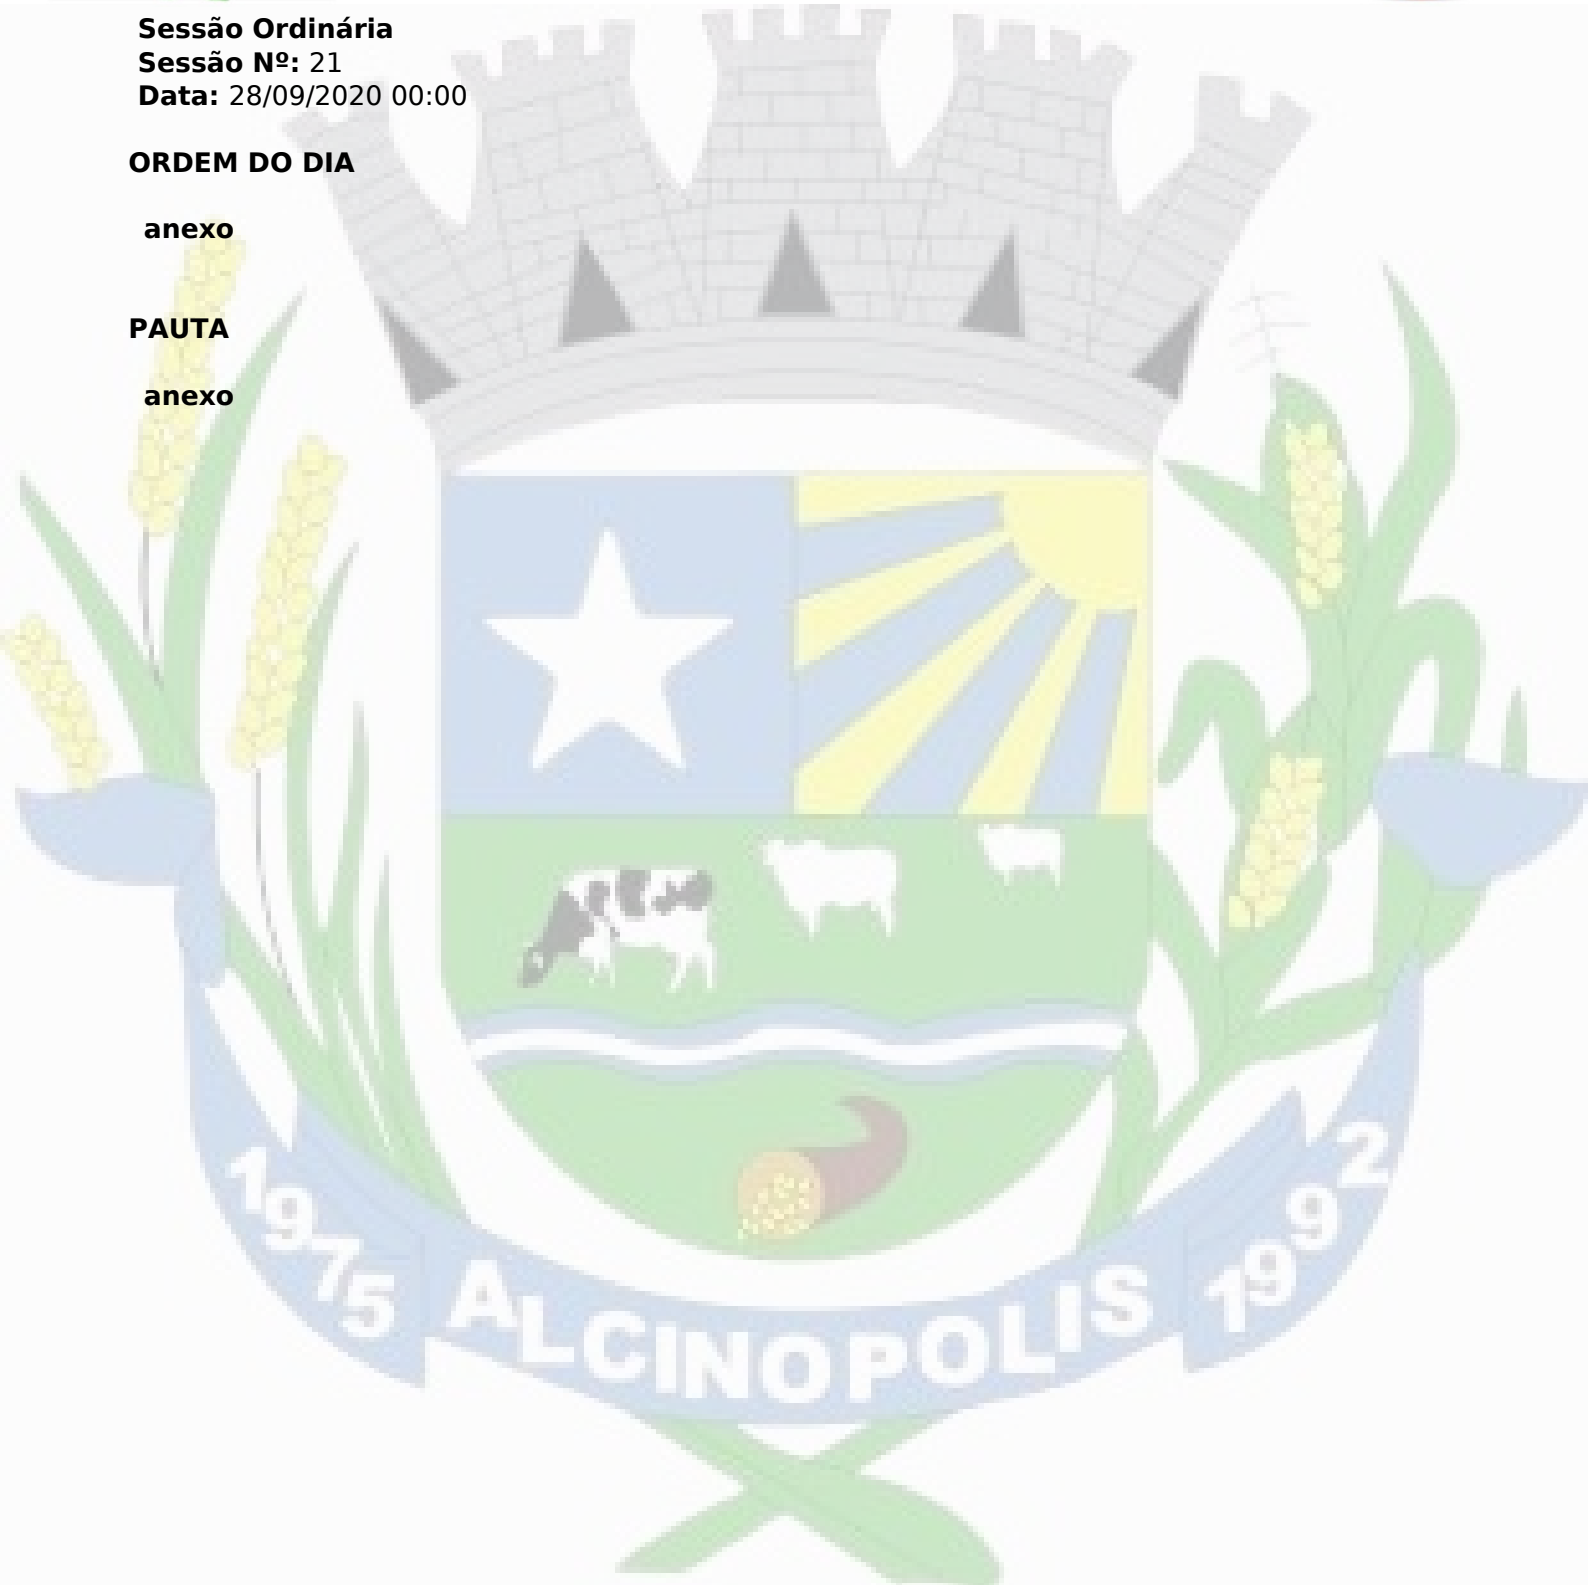 Sessão Ordinária
Sessão Nº: 21
Data: 28/09/2020 00:00
ORDEM DO DIA
anexo
PAUTA
anexo
1975 ALCINOPOLIS 1992